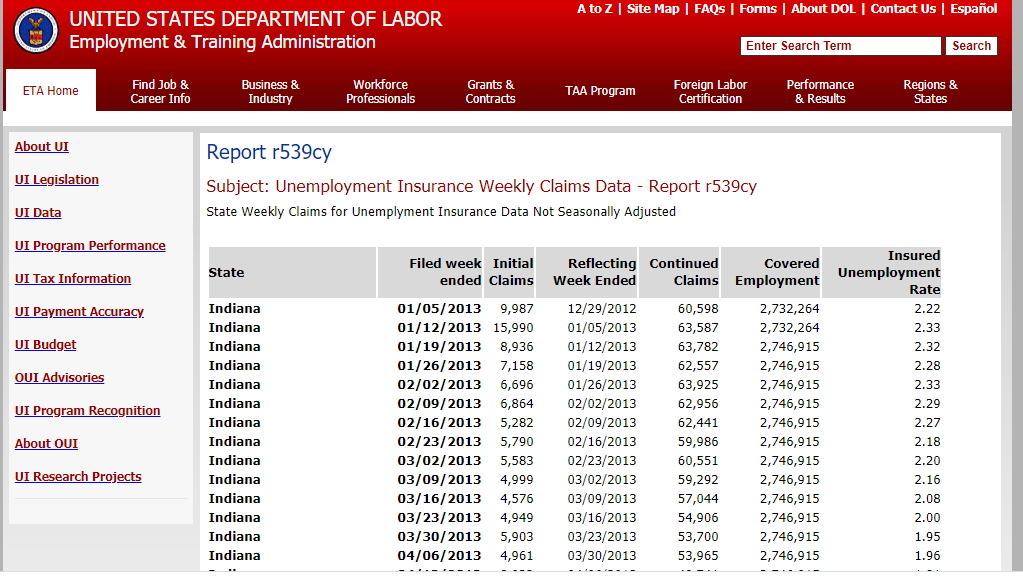 A to Z | Site Map | FAQs | Forms | About DOL | Contact Us | Español
UNITED STATES DEPARTMENT OF LABOR
Employment & Training Administration
Enter Search Term Search
ETA Home
Find Job &
Career Info
Business &
Industry
Workforce
Professionals
Grants &
Contracts
TAA Program
Foreign Labor
Certification
Performance
& Results
Regions &
States
About UI
UI Legislation
UI Data
UI Program Performance
UI Tax Information
UI Payment Accuracy
UI Budget
OUI Advisories
UI Program Recognition
About OUI
UI Research Projects
Report r539cy
Subject: Unemployment Insurance Weekly Claims Data - Report r539cy
State Weekly Claims for Unemplyment Insurance Data Not Seasonally Adjusted
State
Filed week
ended
Initial
Claims
Reflecting
Week Ended
Continued
Claims
Covered
Employment
Insured
Unemployment
Rate
Indiana 01/05/2013 9,987 12/29/2012 60,598 2,732,264 2.22
Indiana 01/12/2013 15,990 01/05/2013 63,587 2,732,264 2.33
Indiana 01/19/2013 8,936 01/12/2013 63,782 2,746,915 2.32
Indiana 01/26/2013 7,158 01/19/2013 62,557 2,746,915 2.28
Indiana 02/02/2013 6,696 01/26/2013 63,925 2,746,915 2.33
Indiana 02/09/2013 6,864 02/02/2013 62,956 2,746,915 2.29
Indiana 02/16/2013 5,282 02/09/2013 62,441 2,746,915 2.27
Indiana 02/23/2013 5,790 02/16/2013 59,986 2,746,915 2.18
Indiana 03/02/2013 5,583 02/23/2013 60,551 2,746,915 2.20
Indiana 03/09/2013 4,999 03/02/2013 59,292 2,746,915 2.16
Indiana 03/16/2013 4,576 03/09/2013 57,044 2,746,915 2.08
Indiana 03/23/2013 4,949 03/16/2013 54,906 2,746,915 2.00
Indiana 03/30/2013 5,903 03/23/2013 53,700 2,746,915 1.95
Indiana 04/06/2013 4,961 03/30/2013 53,965 2,746,915 1.96